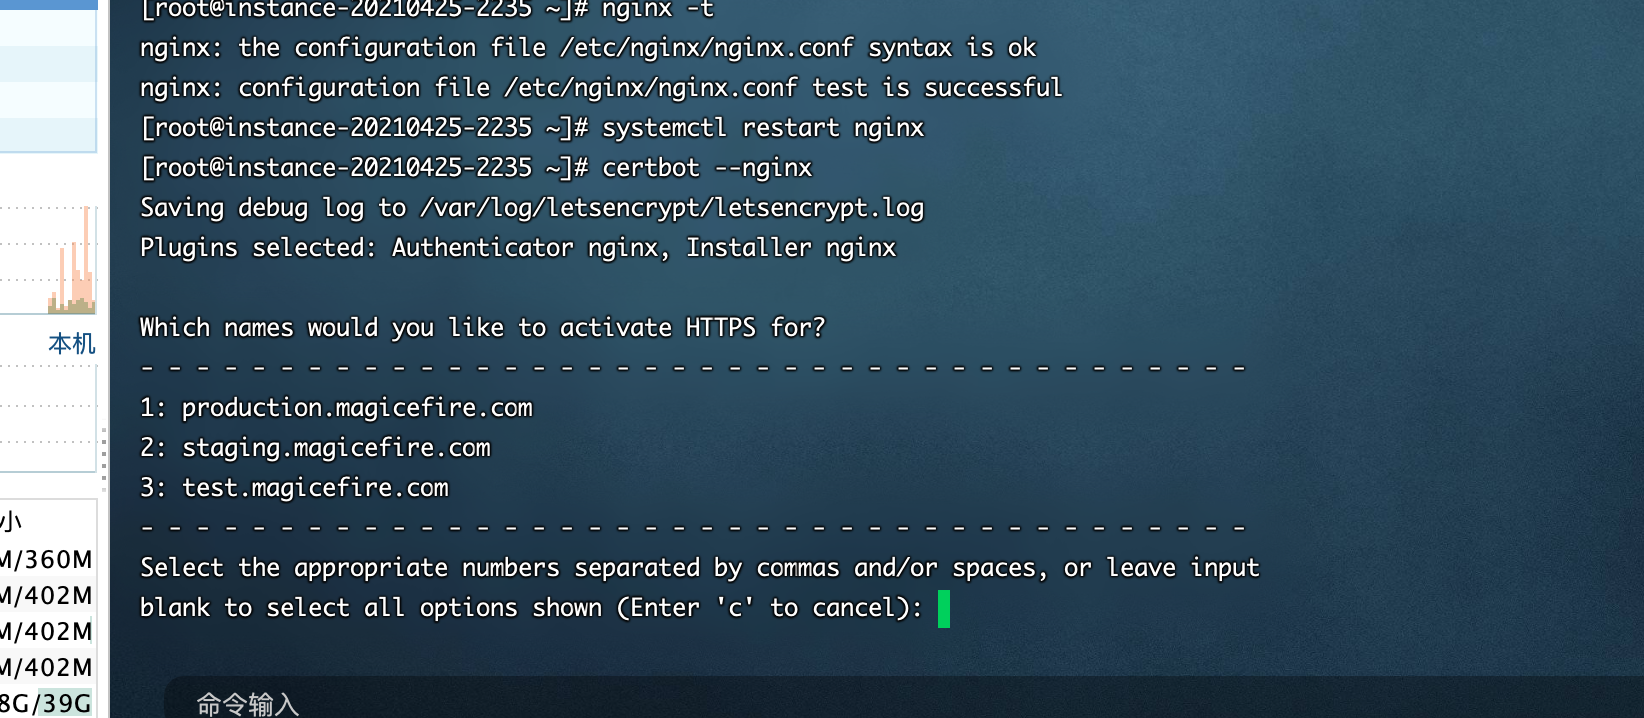 [root@instance-20210425-2235 ~]# nginx -t
nginx: the configuration file /etc/nginx/nginx.conf syntax is ok
nginx: configuration file /etc/nginx/nginx.conf test is successful
[root@instance-20210425-2235 ~]# systemctl restart nginx
[root@instance-20210425-2235 ~]# certbot --nginx
Saving debug log to /var/log/letsencrypt/letsencrypt.log
Plugins selected: Authenticator nginx, Installer nginx
Which names would you like to activate HTTPS for?
- - - - - - - - - - - - - - - - - - - - - - - - - - - - - - - - - - - - - - - -
1: production.magicefire.com
2: staging.magicefire.com
3: test.magicefire.com
- - - - - - - - - - - - - - - - - - - - - - - - - - - - - - - - - - - - - - - -
Select the appropriate numbers separated by commas and/or spaces, or leave input
blank to select all options shown (Enter 'c' to cancel):
命令输入
本机
小
M/360M
M/402M
M/402M
M/402M
8G/39G